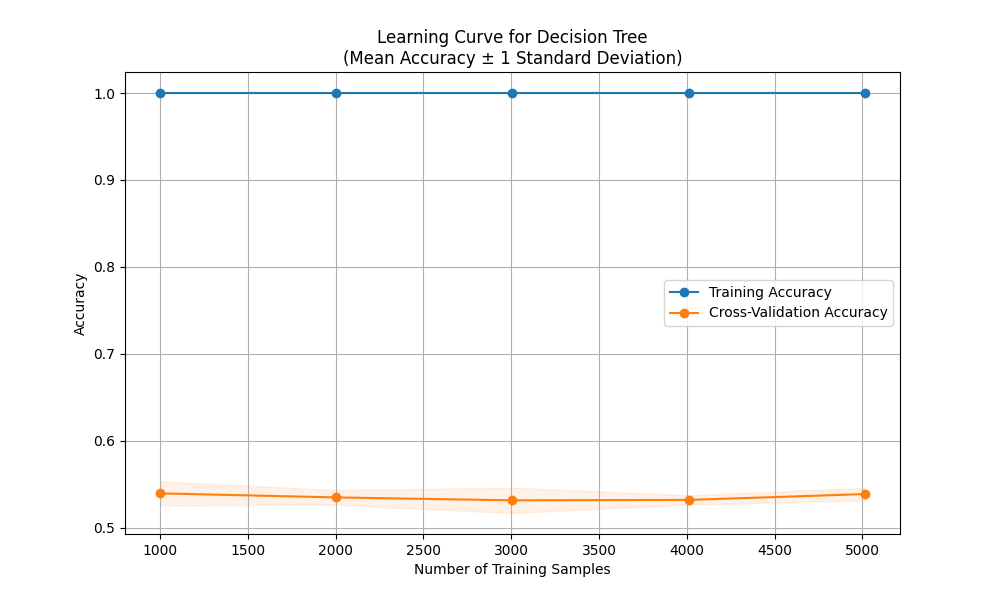 Learning Curve for Decision Tree
(Mean Accuracy ± 1 Standard Deviation)
1.0
0.9
0.8
0.7
0.6
0.5
Accuracy
Training Accuracy
Cross-Validation Accuracy
1000 1500 2000 2500 3000 3500 4000 4500 5000
Number of Training Samples